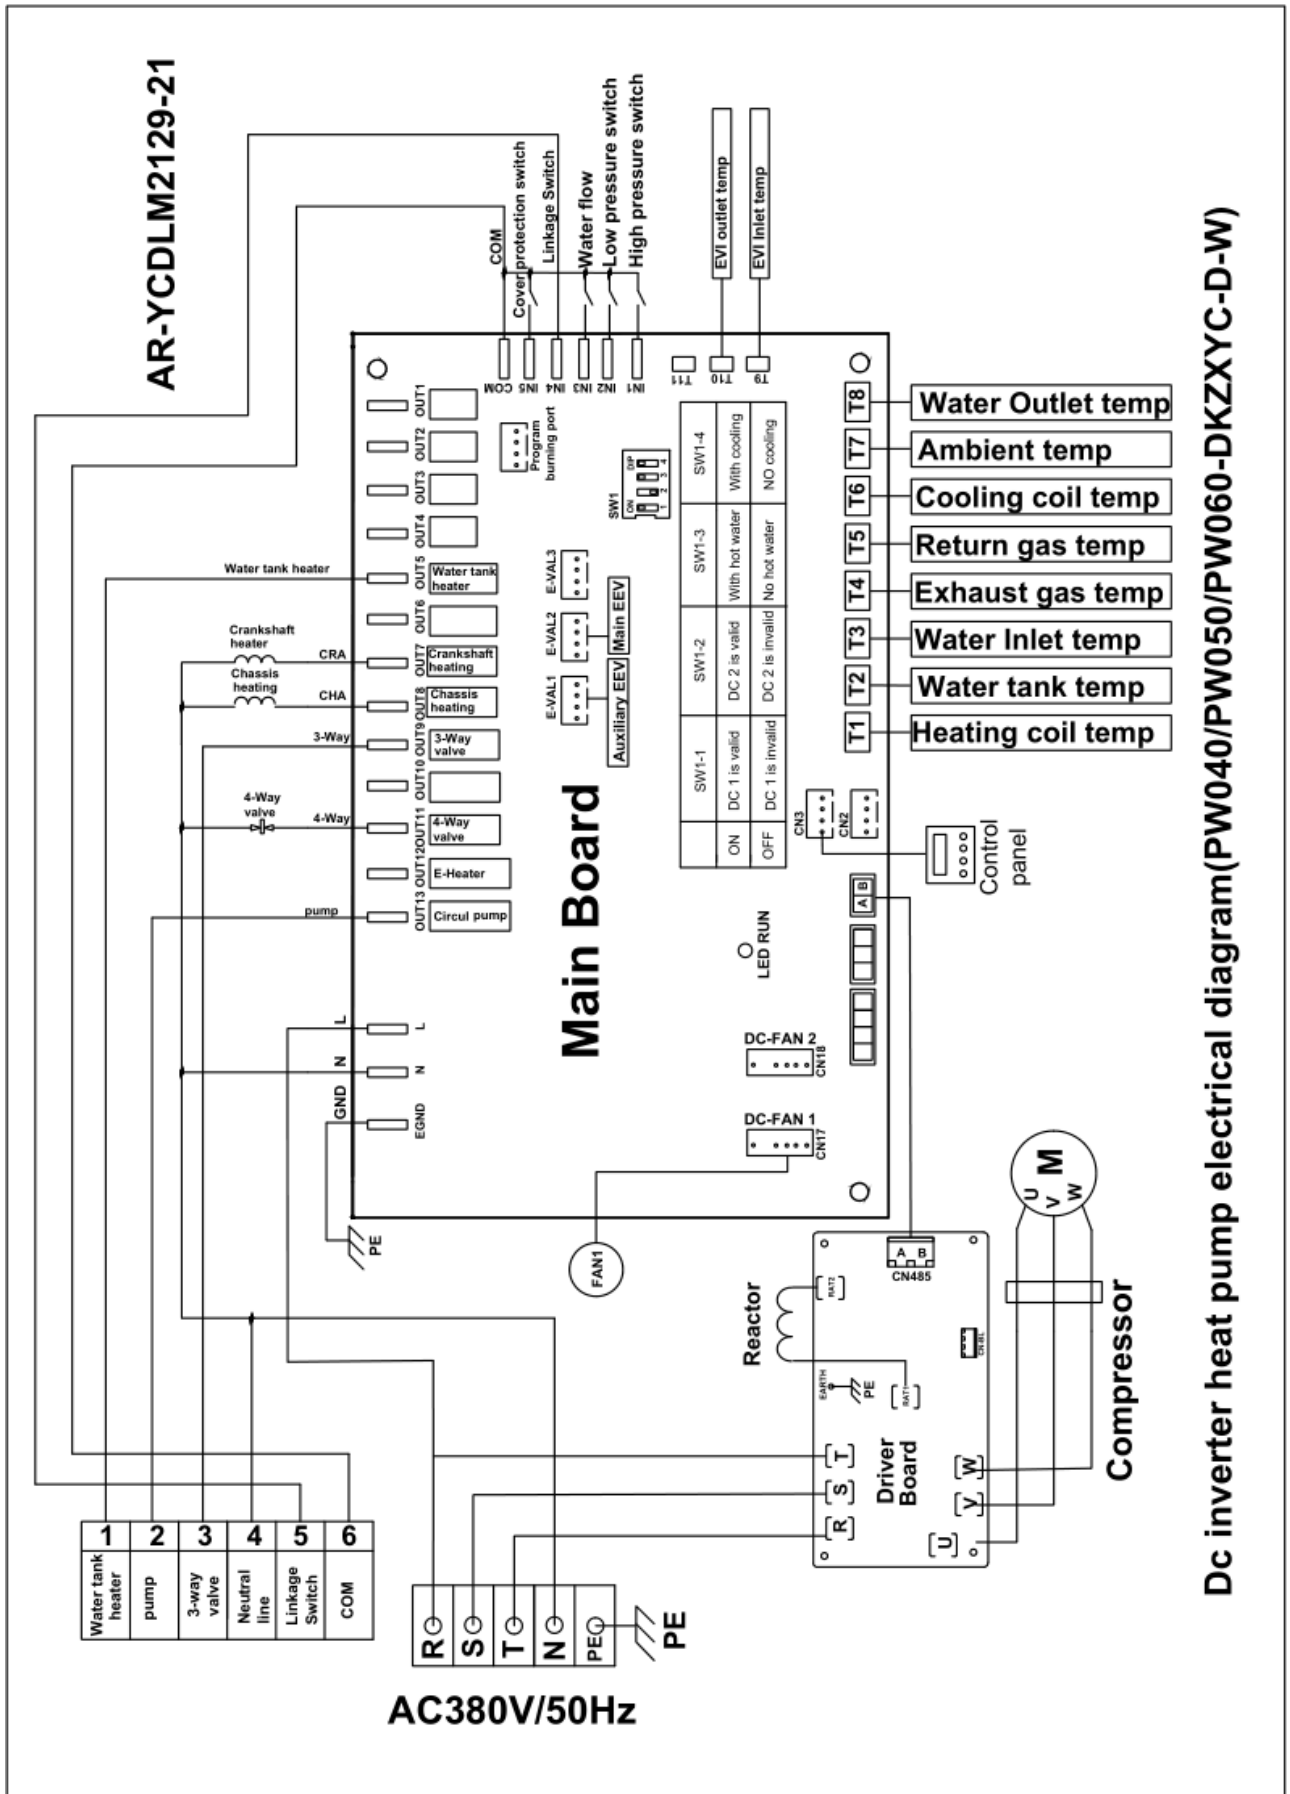 AR-YCDLM2129-21
COM
Cover protection switch
Linkage Switch
Water flow
Low pressure switch
High pressure switch
EVI outlet temp
EVI Inlet temp
COM
IN5
IN4
IN3
IN2
IN1
T11
T10
T9
OUT1
OUT2
OUT3
OUT4
OUT5
OUT6
OUT7
OUT8
OUT9
OUT10
OUT11
OUT12
OUT13
Water tank
heater
Crankshaft
heating
Chassis
heating
3-Way
valve
4-Way
valve
E-Heater
Circul pump
Water tank heater
Crankshaft
heater
CRA
Chassis
heating
CHA
3-Way
4-Way
valve
4-Way
pump
L
L
N
N
GND
EGND
PE
Program
burning port
SW1
ON
DIP
1
2
3
4
E-VAL3
E-VAL2
E-VAL1
Main EEV
Auxiliary EEV
SW1-1
SW1-2
SW1-3
SW1-4
ON
DC 1 is valid
DC 2 is valid
With hot water
With cooling
OFF
DC 1 is invalid
DC 2 is invalid
No hot water
NO cooling
T8
Water Outlet temp
T7
Ambient temp
T6
Cooling coil temp
T5
Return gas temp
T4
Exhaust gas temp
T3
Water Inlet temp
T2
Water tank temp
T1
Heating coil temp
Main Board
CN3
CN2
Control
panel
A B
LED RUN
DC-FAN 2
CN18
DC-FAN 1
CN17
FAN1
M
U
V
W
Compressor
A B
CN485
RAT2
Reactor
CN-BL
EARTH
PE
RAT1
T
S
R
Driver
Board
W
V
U
1
2
3
4
5
6
Water tank
heater
pump
3-way
valve
Neutral
line
Linkage
Switch
COM
R
S
T
N
PE
PE
AC380V/50Hz
Dc inverter heat pump electrical diagram(PW040/PW050/PW060-DKZXYC-D-W)